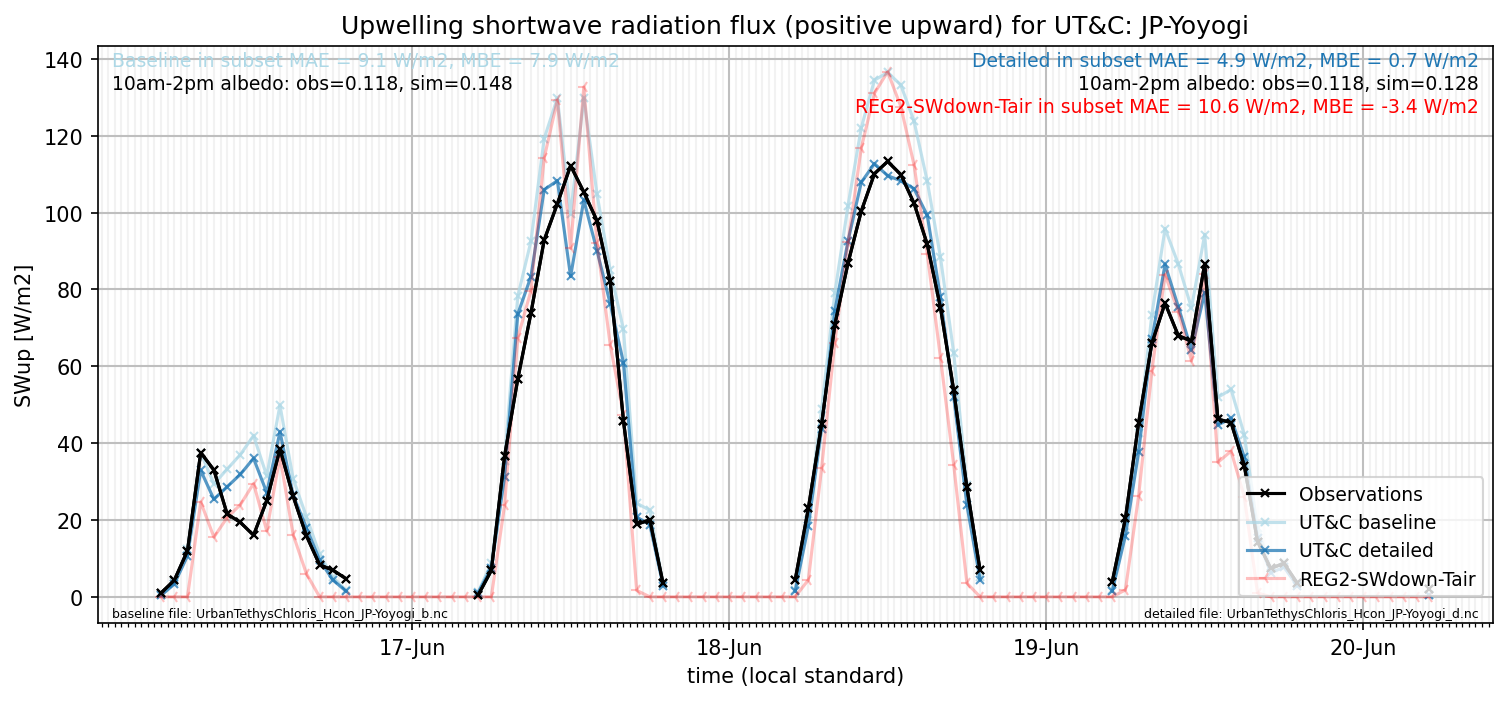 Upwelling shortwave radiation flux (positive upward) for UT&C: JP-Yoyogi
Baseline in subset MAE = 9.1 W/m2, MBE = 7.9 W/m2
10am-2pm albedo: obs=0.118, sim=0.148
Detailed in subset MAE = 4.9 W/m2, MBE = 0.7 W/m2
10am-2pm albedo: obs=0.118, sim=0.128
REG2-SWdown-Tair in subset MAE = 10.6 W/m2, MBE = -3.4 W/m2
SWup [W/m2]
140
120
100
80
60
40
20
0
Observations
UT&C baseline
UT&C detailed
REG2-SWdown-Tair
baseline file: UrbanTethysChloris_Hcon_JP-Yoyogi_b.nc
detailed file: UrbanTethysChloris_Hcon_JP-Yoyogi_d.nc
17-Jun
18-Jun
19-Jun
20-Jun
time (local standard)